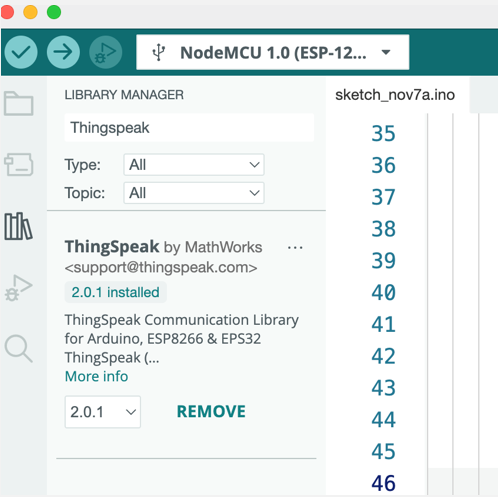 NodeMCU 1.0 (ESP-12...
LIBRARY MANAGER
sketch_nov7a.ino
Thingspeak
Type: All
Topic: All
ThingSpeak by MathWorks ...
<support@thingspeak.com>
2.0.1 installed
ThingSpeak Communication Library
for Arduino, ESP8266 & EPS32
ThingSpeak (...
More info
2.0.1 REMOVE
35
36
37
38
39
40
41
42
43
44
45
46